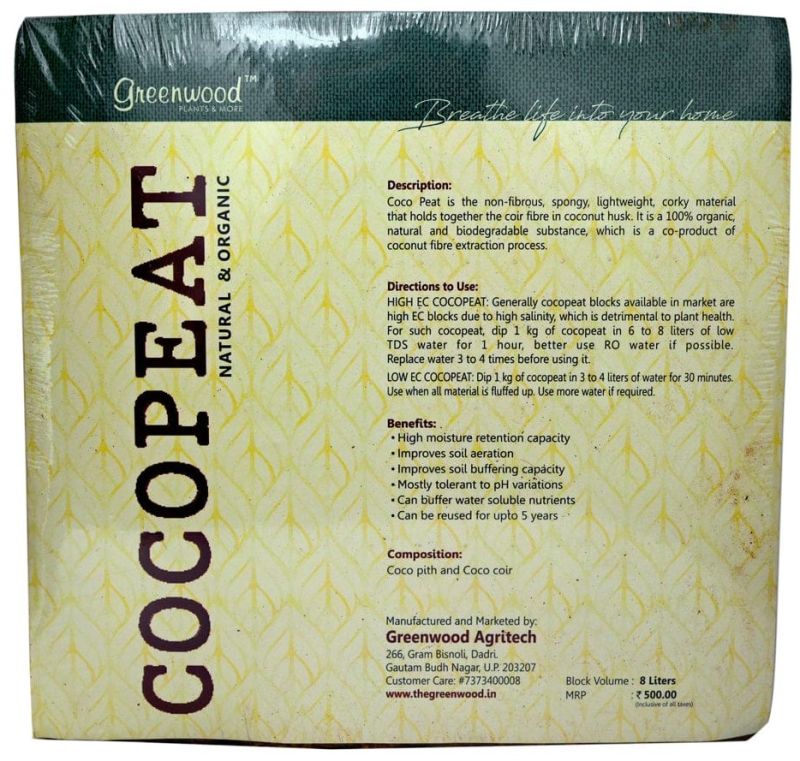 Greenwood™
PLANTS & MORE
Breathe life into your home
COCOPEAT
NATURAL & ORGANIC
Description:
Coco Peat is the non-fibrous, spongy, lightweight, corky material
that holds together the coir fibre in coconut husk. It is a 100% organic,
natural and biodegradable substance, which is a co-product of
coconut fibre extraction process.
Directions to Use:
HIGH EC COCOPEAT: Generally cocopeat blocks available in market are
high EC blocks due to high salinity, which is detrimental to plant health.
For such cocopeat, dip 1 kg of cocopeat in 6 to 8 liters of low
TDS water for 1 hour, better use RO water if possible.
Replace water 3 to 4 times before using it.
LOW EC COCOPEAT: Dip 1 kg of cocopeat in 3 to 4 liters of water for 30 minutes.
Use when all material is fluffed up. Use more water if required.
Benefits:
• High moisture retention capacity
• Improves soil aeration
• Improves soil buffering capacity
• Mostly tolerant to pH variations
• Can buffer water soluble nutrients
• Can be reused for upto 5 years
Composition:
Coco pith and Coco coir
Manufactured and Marketed by:
Greenwood Agritech
266, Gram Bisnoli, Dadri.
Gautam Budh Nagar, U.P. 203207
Customer Care: #7373400008
www.thegreenwood.in
Block Volume : 8 Liters
MRP : ₹ 500.00
(Inclusive of all taxes)